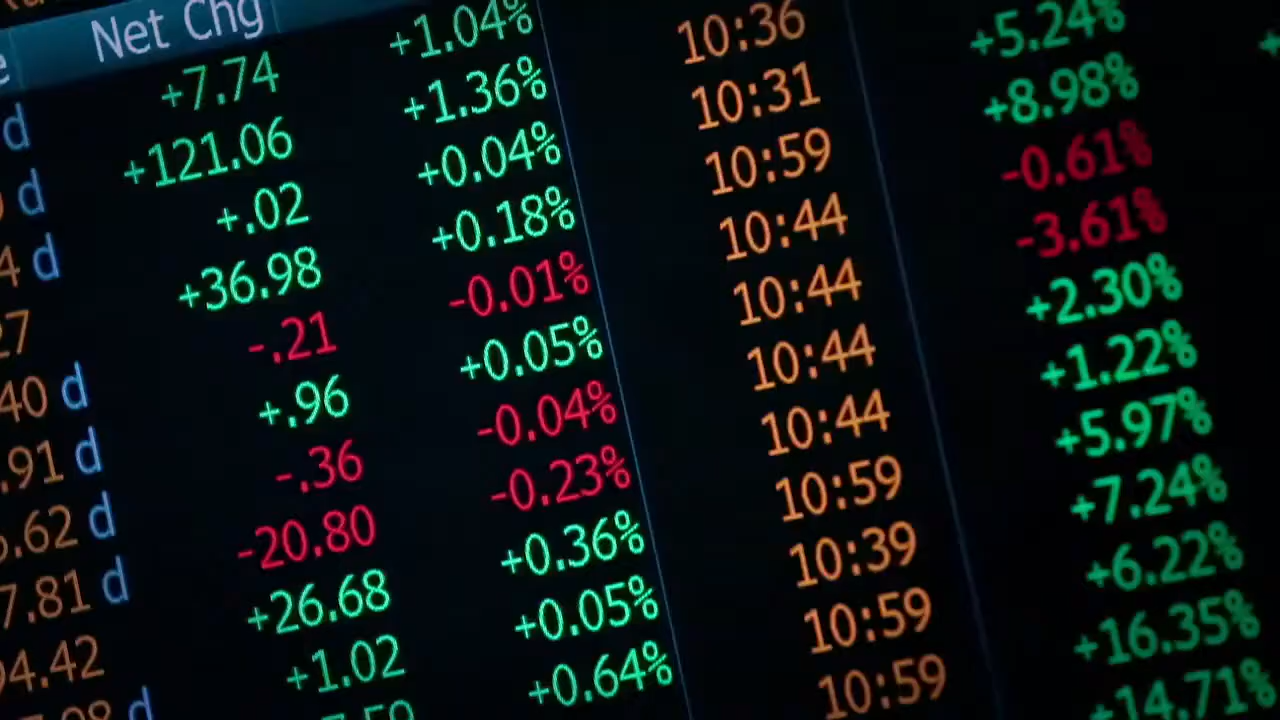 Net Chg
d +7.74 +1.04%
d +121.06 +1.36% 10:36
4 d +.02 +0.04% 10:31 +5.24%
27 +36.98 +0.18% 10:59 +8.98%
40 d -.21 -0.01% 10:44 -0.61%
.91 d +.96 +0.05% 10:44 -3.61%
.62 d -.36 -0.04% 10:44 +2.30%
7.81 d -20.80 -0.23% 10:44 +1.22%
4.42 +26.68 +0.36% 10:59 +5.97%
d +1.02 +0.05% 10:39 +7.24%
+0.64% 10:59 +6.22%
10:59 +16.35%
+14.71%